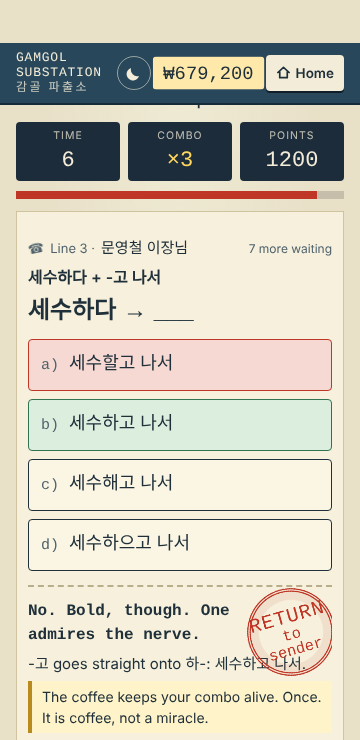 GAMGOL
SUBSTATION
감골 파출소
₩679,200
Home
TIME
6
COMBO
×3
POINTS
1200
☎ Line 3 · 문영철 이장님
7 more waiting
세수하다 + -고 나서
세수하다 → ___
a) 세수할고 나서
b) 세수하고 나서
c) 세수해고 나서
d) 세수하으고 나서
No. Bold, though. One
admires the nerve.
RETURN
to
sender
-고 goes straight onto 하-: 세수하고 나서.
The coffee keeps your combo alive. Once.
It is coffee, not a miracle.